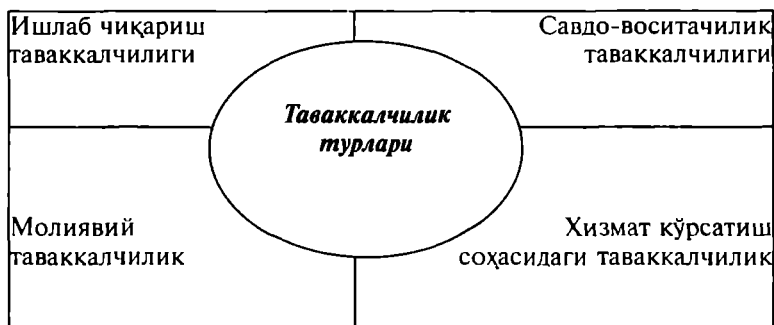 Ишлаб чиқариш
таваккалчилиги
Савдо-воситачилик
таваккалчилиги
Таваккалчилик
турлари
Молиявий
таваккалчилик
Хизмат кўрсатиш
соҳасидаги таваккалчилик